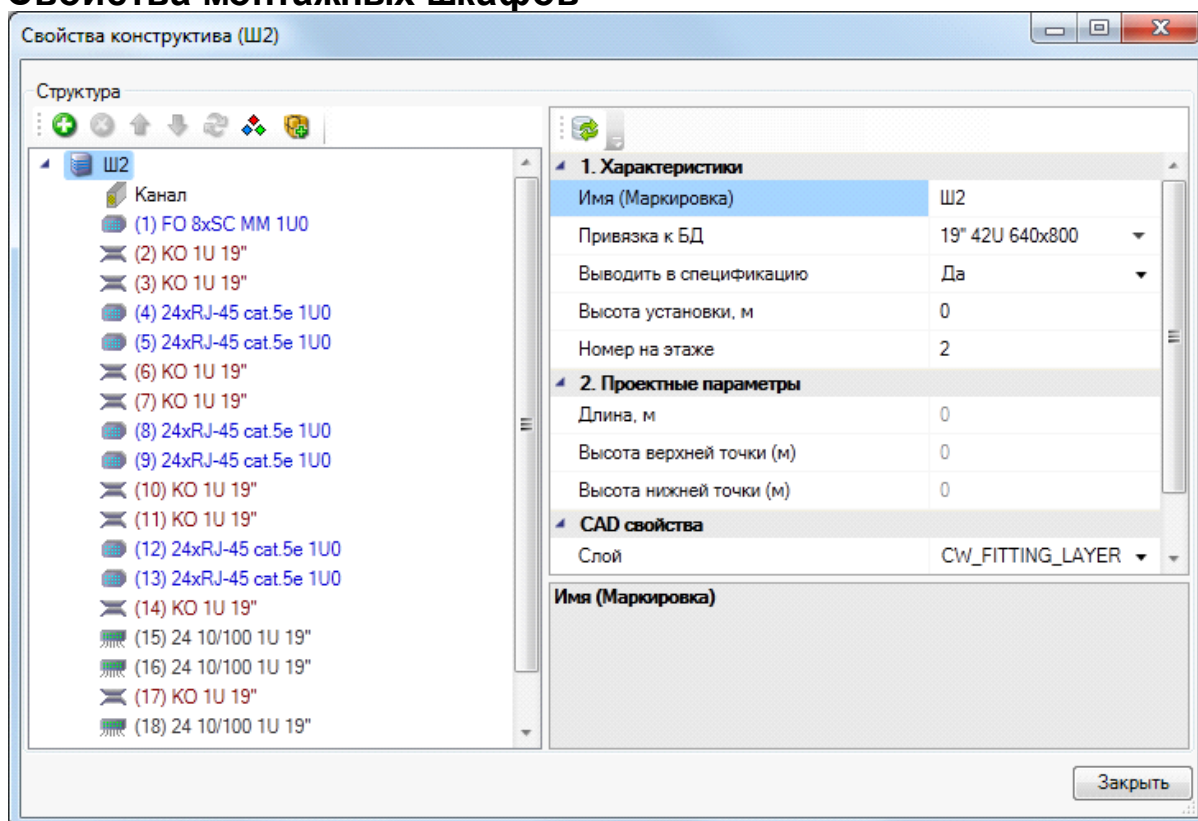 Свойства монтажных шкафов
Свойства конструктива (Ш2)
Структура
Ш2
Канал
(1) FO 8xSC MM 1U0
(2) КО 1U 19"
(3) КО 1U 19"
(4) 24xRJ-45 cat.5e 1U0
(5) 24xRJ-45 cat.5e 1U0
(6) КО 1U 19"
(7) КО 1U 19"
(8) 24xRJ-45 cat.5e 1U0
(9) 24xRJ-45 cat.5e 1U0
(10) КО 1U 19"
(11) КО 1U 19"
(12) 24xRJ-45 cat.5e 1U0
(13) 24xRJ-45 cat.5e 1U0
(14) КО 1U 19"
(15) 24 10/100 1U 19"
(16) 24 10/100 1U 19"
(17) КО 1U 19"
(18) 24 10/100 1U 19"
1. Характеристики
Имя (Маркировка) Ш2
Привязка к БД 19" 42U 640x800
Выводить в спецификацию Да
Высота установки, м 0
Номер на этаже 2
2. Проектные параметры
Длина, м 0
Высота верхней точки (м) 0
Высота нижней точки (м) 0
CAD свойства
Слой CW_FITTING_LAYER
Имя (Маркировка)
Закрыть